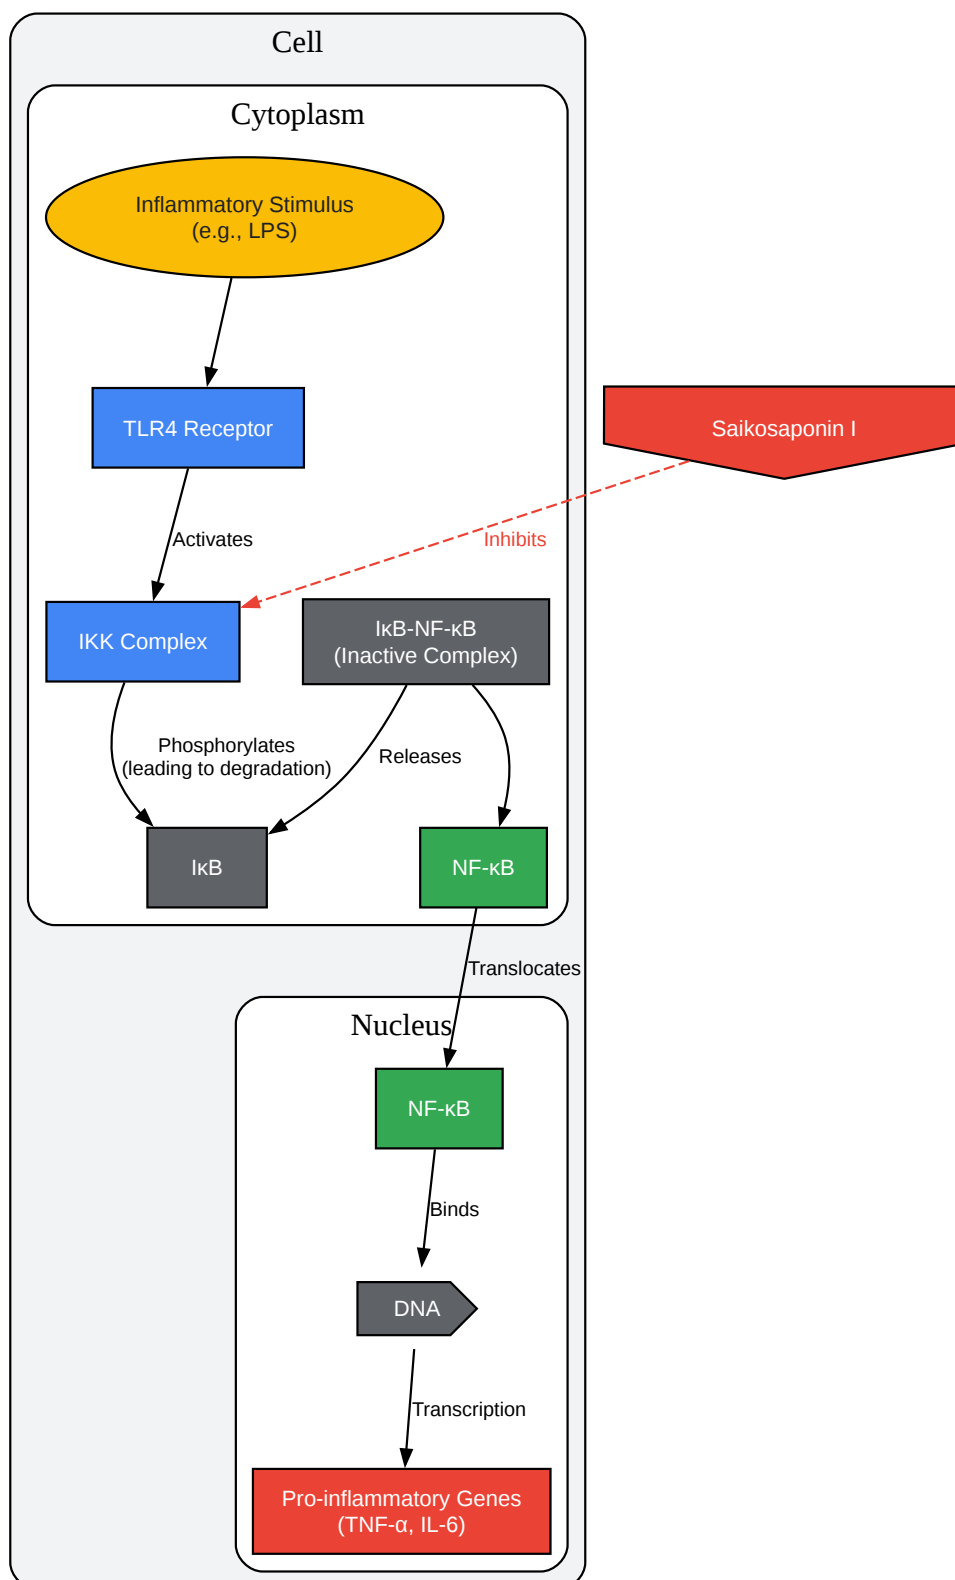 Cell
Cytoplasm
Inflammatory Stimulus
(e.g., LPS)
TLR4 Receptor
Saikosaponin I
Activates
Inhibits
IKK Complex
IκB-NF-κB
(Inactive Complex)
Phosphorylates
(leading to degradation)
Releases
IκB
NF-κB
Translocates
Nucleus
NF-κB
Binds
DNA
Transcription
Pro-inflammatory Genes
(TNF-α, IL-6)